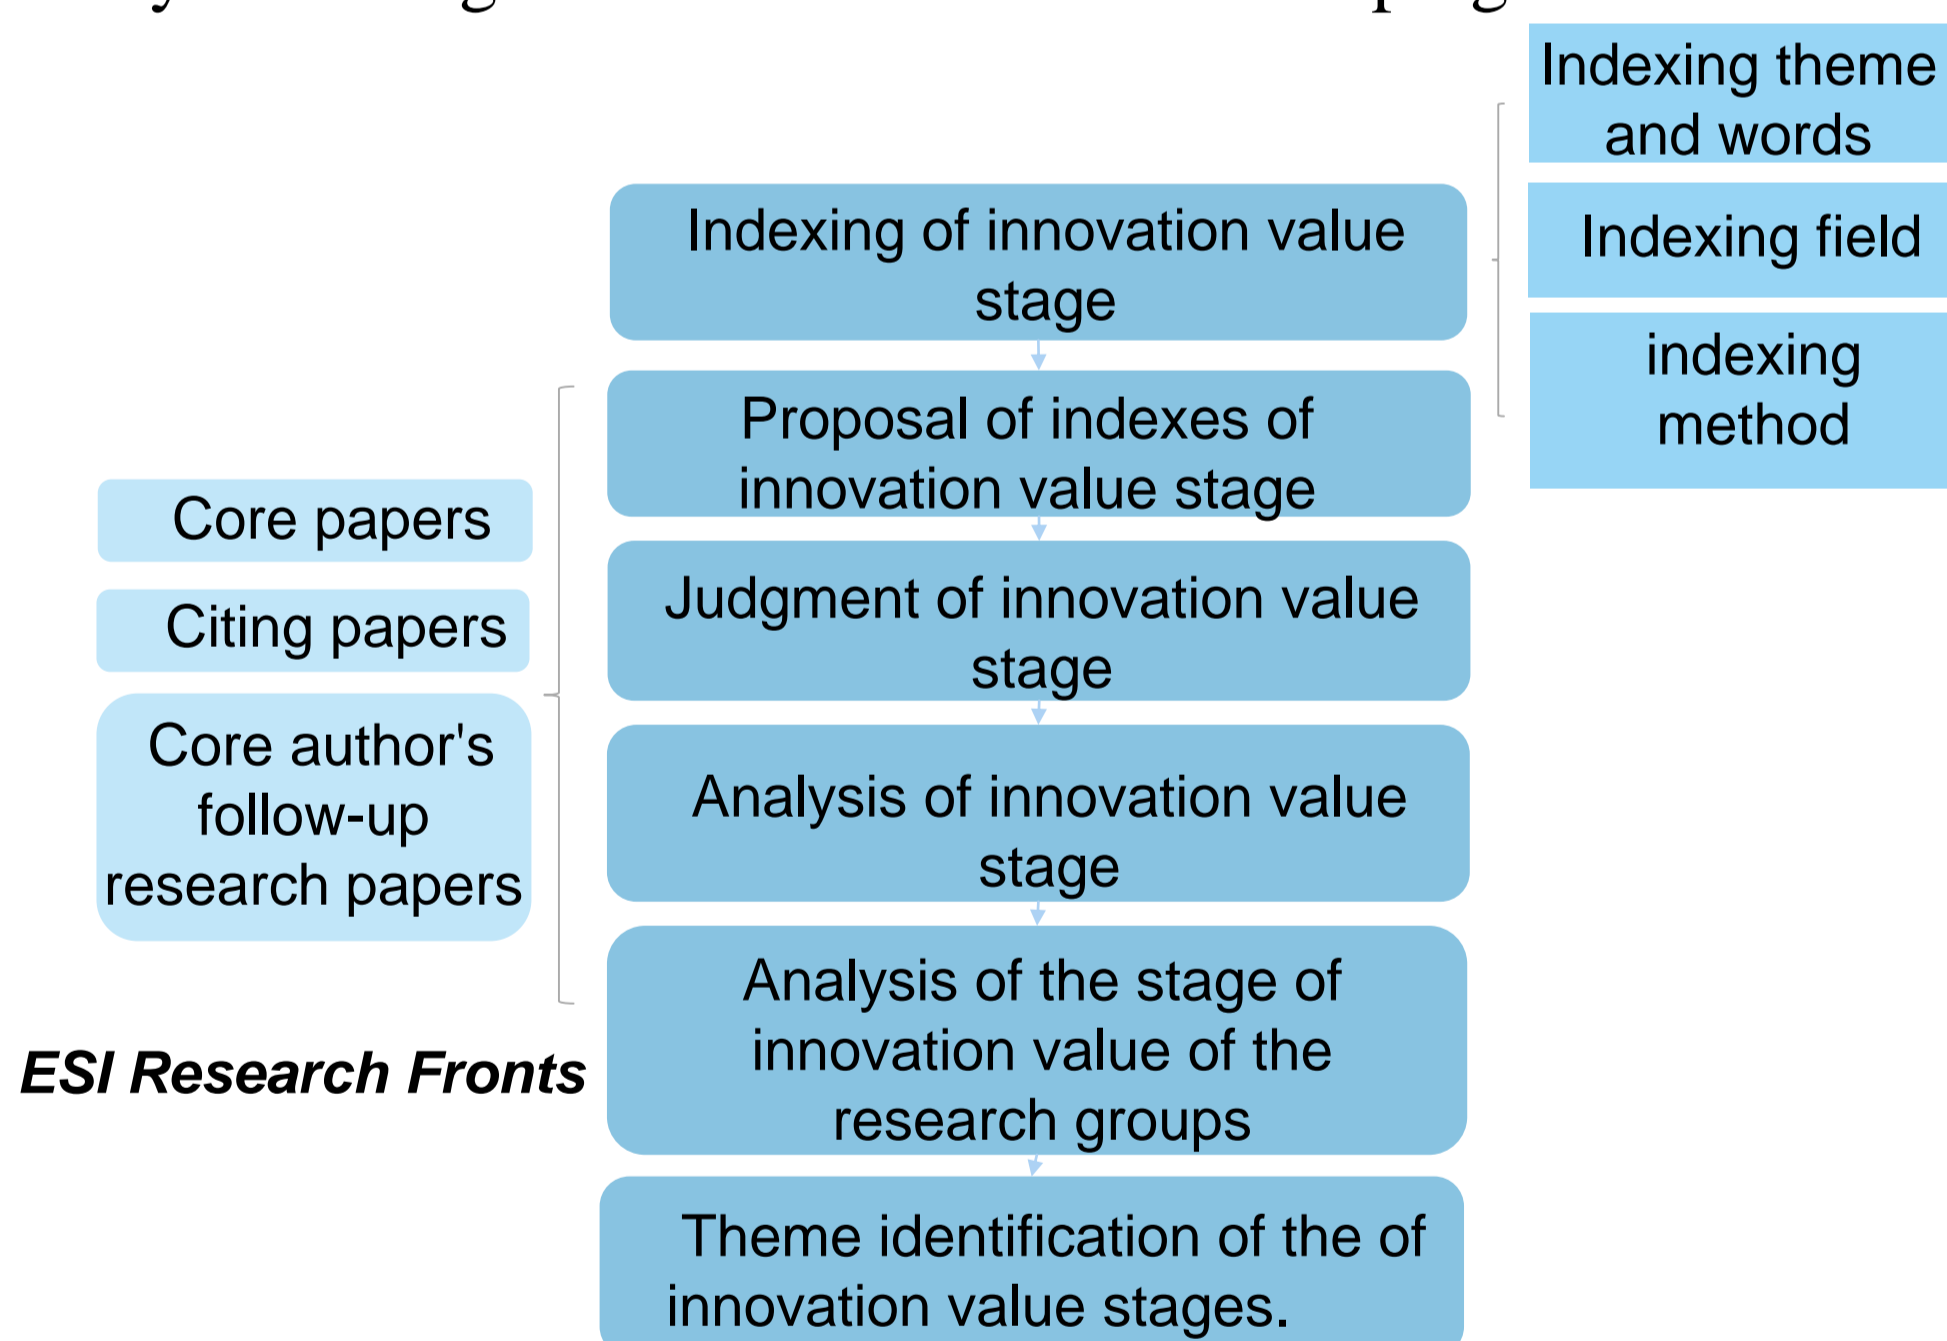 Indexing theme
and words
Indexing of innovation value
stage
Indexing field
indexing
method
Proposal of indexes of
innovation value stage
Core papers
Citing papers
Core author's
follow-up
research papers
Judgment of innovation value
stage
Analysis of innovation value
stage
Analysis of the stage of
innovation value of the
research groups
ESI Research Fronts
Theme identification of the of
innovation value stages.